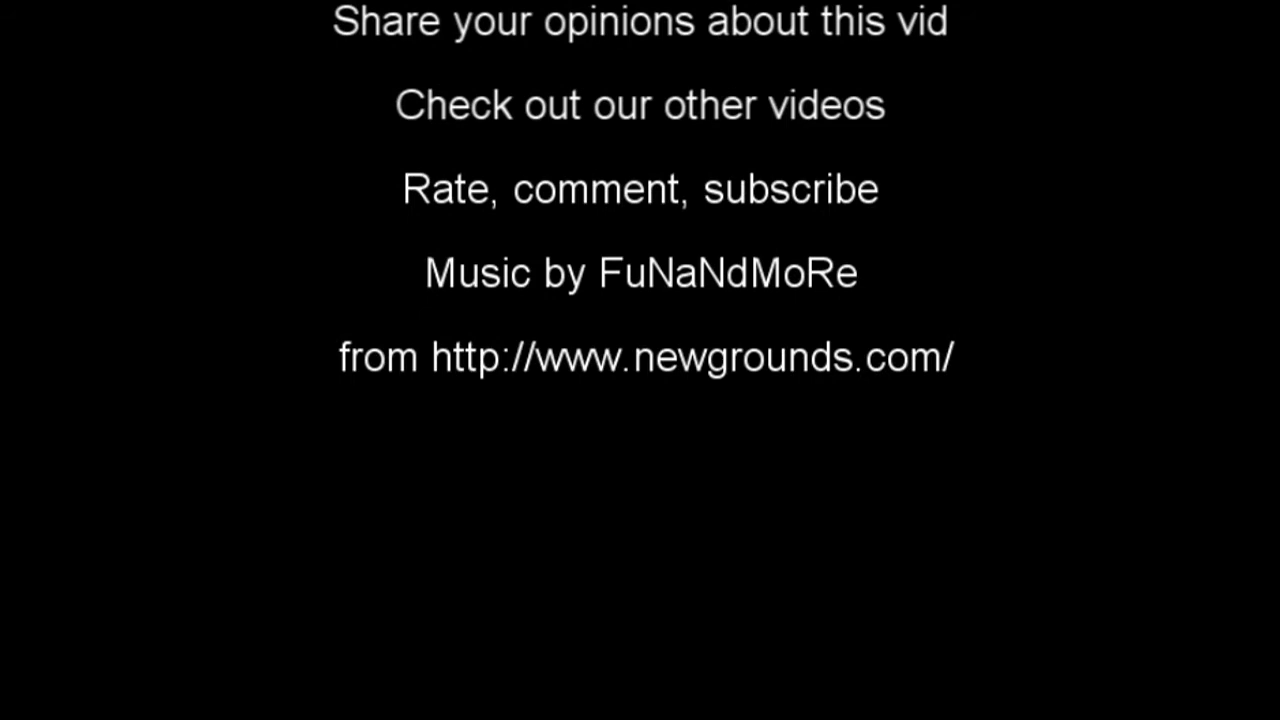 Share your opinions about this vid
Check out our other videos
Rate, comment, subscribe
Music by FuNaNdMoRe
from http://www.newgrounds.com/